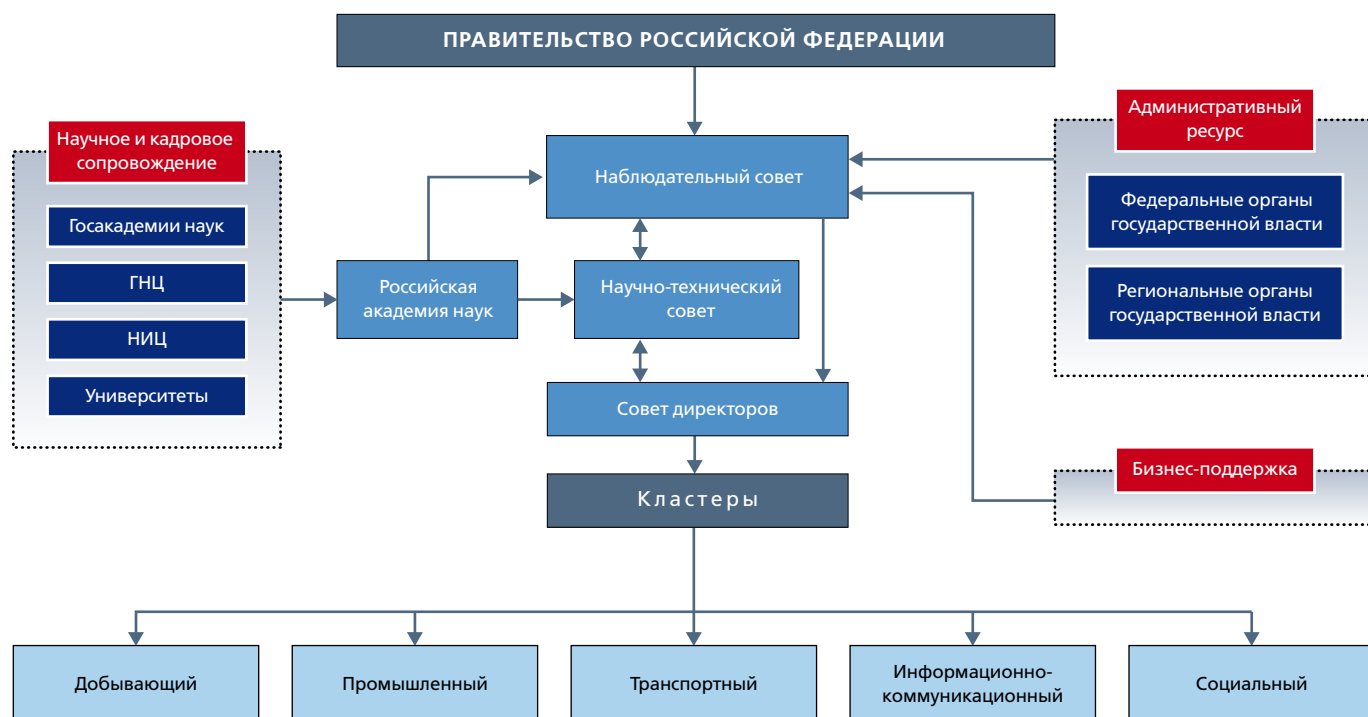 ПРАВИТЕЛЬСТВО РОССИЙСКОЙ ФЕДЕРАЦИИ
Научное и кадровое
сопровождение
Госакадемии наук
ГНЦ
НИЦ
Университеты
Российская
академия наук
Наблюдательный совет
Научно-технический
совет
Совет директоров
Кластеры
Административный
ресурс
Федеральные органы
государственной власти
Региональные органы
государственной власти
Бизнес-поддержка
Добывающий
Промышленный
Транспортный
Информационно-
коммуникационный
Социальный